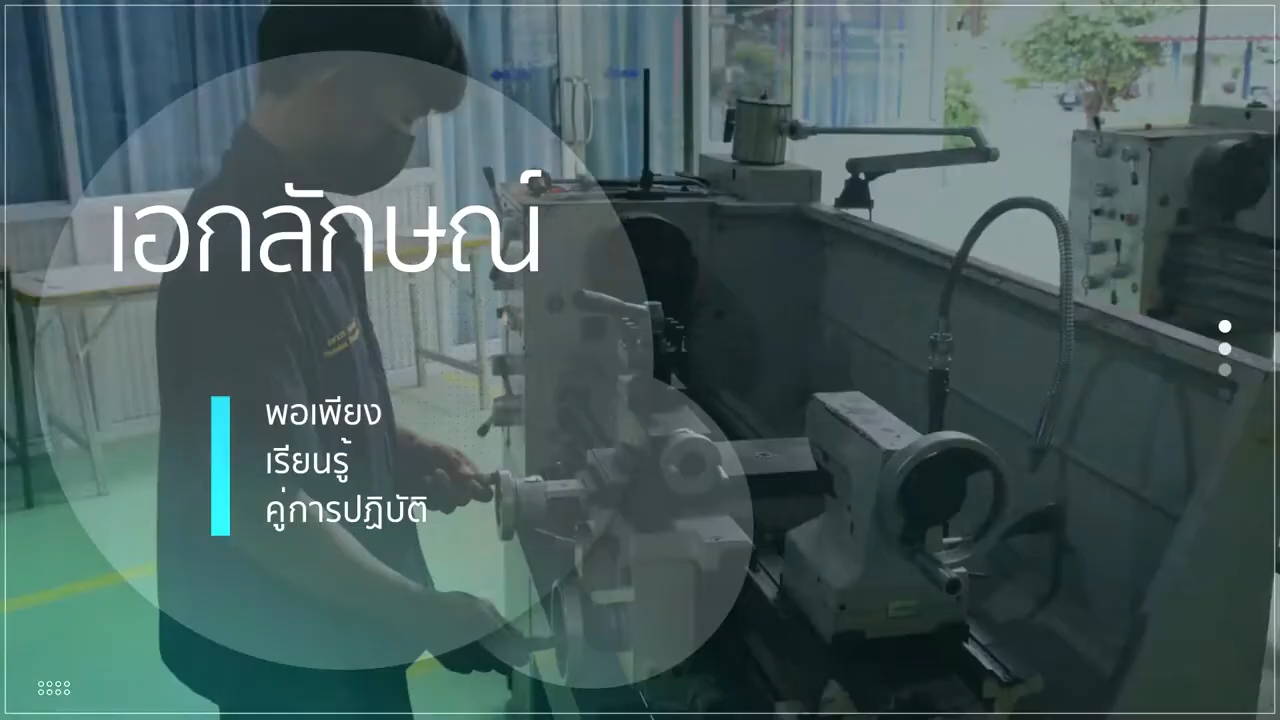 เอกลักษณ์
พอเพียง
เรียนรู้
คู่การปฏิบัติ